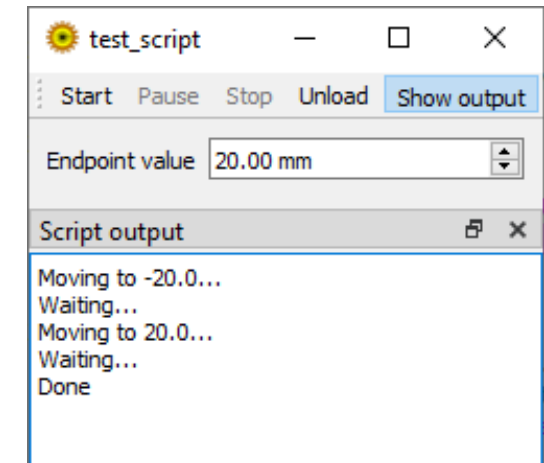 test_script
Start Pause Stop Unload Show output
Endpoint value 20.00 mm
Script output
Moving to -20.0...
Waiting...
Moving to 20.0...
Waiting...
Done